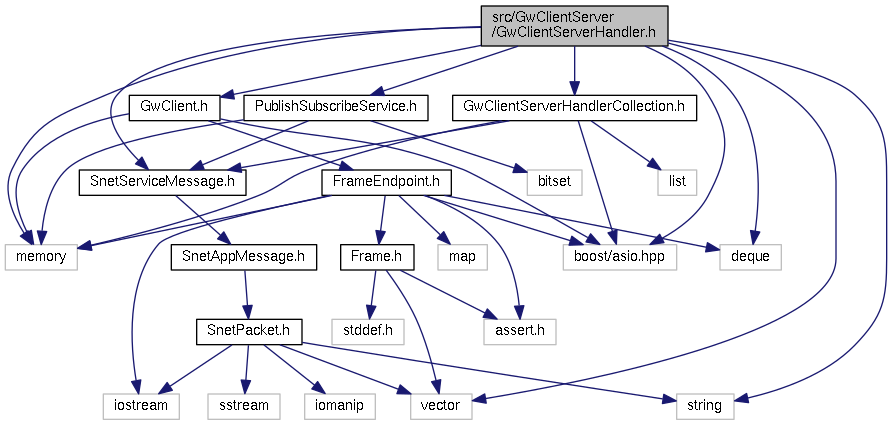 src/GwClientServer
/GwClientServerHandler.h
GwClient.h
PublishSubscribeService.h
GwClientServerHandlerCollection.h
SnetServiceMessage.h
FrameEndpoint.h
bitset
list
memory
SnetAppMessage.h
Frame.h
map
boost/asio.hpp
deque
SnetPacket.h
stddef.h
assert.h
iostream
sstream
iomanip
vector
string